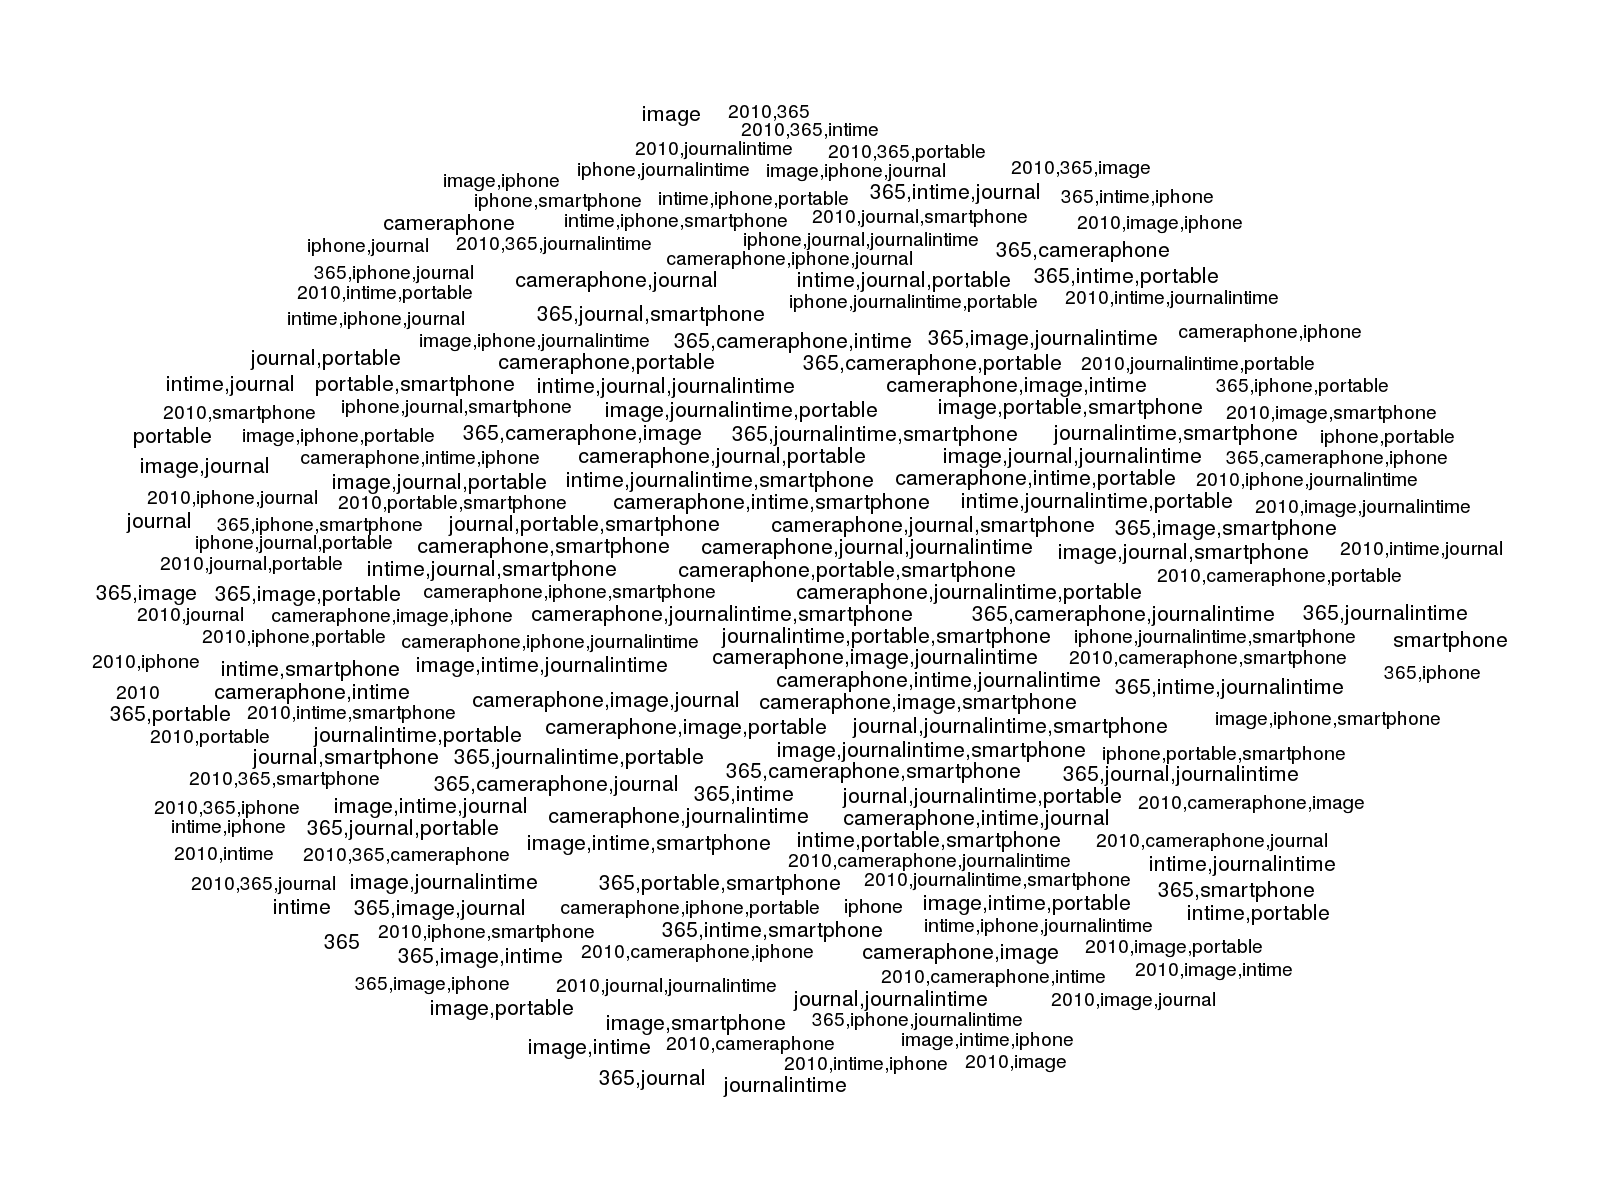 image 2010,365
2010,365,intime
2010,journalintime 2010,365,portable
iphone,journalintime image,iphone,journal 2010,365,image
image,iphone
iphone,smartphone intime,iphone,portable 365,intime,journal 365,intime,iphone
cameraphone intime,iphone,smartphone 2010,journal,smartphone 2010,image,iphone
iphone,journal 2010,365,journalintime iphone,journal,journalintime 365,cameraphone
cameraphone,iphone,journal
365,iphone,journal cameraphone,journal intime,journal,portable 365,intime,portable
2010,intime,portable iphone,journalintime,portable 2010,intime,journalintime
intime,iphone,journal 365,journal,smartphone
image,iphone,journalintime 365,cameraphone,intime 365,image,journalintime cameraphone,iphone
journal,portable cameraphone,portable 365,cameraphone,portable 2010,journalintime,portable
intime,journal portable,smartphone intime,journal,journalintime cameraphone,image,intime 365,iphone,portable
2010,smartphone iphone,journal,smartphone image,journalintime,portable image,portable,smartphone 2010,image,smartphone
portable image,iphone,portable 365,cameraphone,image 365,journalintime,smartphone journalintime,smartphone iphone,portable
image,journal cameraphone,intime,iphone cameraphone,journal,portable image,journal,journalintime 365,cameraphone,iphone
image,journal,portable intime,journalintime,smartphone cameraphone,intime,portable 2010,iphone,journalintime
2010,iphone,journal 2010,portable,smartphone cameraphone,intime,smartphone intime,journalintime,portable 2010,image,journalintime
journal 365,iphone,smartphone journal,portable,smartphone cameraphone,journal,smartphone 365,image,smartphone
iphone,journal,portable cameraphone,smartphone cameraphone,journal,journalintime image,journal,smartphone 2010,intime,journal
2010,journal,portable intime,journal,smartphone cameraphone,portable,smartphone 2010,cameraphone,portable
365,image 365,image,portable cameraphone,iphone,smartphone cameraphone,journalintime,portable
2010,journal cameraphone,image,iphone cameraphone,journalintime,smartphone 365,cameraphone,journalintime 365,journalintime
2010,iphone,portable cameraphone,iphone,journalintime journalintime,portable,smartphone iphone,journalintime,smartphone smartphone
2010,iphone intime,smartphone image,intime,journalintime cameraphone,image,journalintime 2010,cameraphone,smartphone
2010 cameraphone,intime cameraphone,intime,journalintime 365,intime,journalintime 365,iphone
cameraphone,image,journal cameraphone,image,smartphone
365,portable 2010,intime,smartphone image,iphone,smartphone
2010,portable journalintime,portable cameraphone,image,portable journal,journalintime,smartphone
journal,smartphone 365,journalintime,portable image,journalintime,smartphone iphone,portable,smartphone
2010,365,smartphone 365,cameraphone,journal 365,cameraphone,smartphone 365,journal,journalintime
2010,365,iphone image,intime,journal 365,intime journal,journalintime,portable 2010,cameraphone,image
intime,iphone 365,journal,portable cameraphone,journalintime cameraphone,intime,journal
2010,intime 2010,365,cameraphone image,intime,smartphone intime,portable,smartphone 2010,cameraphone,journal
2010,cameraphone,journalintime intime,journalintime
2010,365,journal image,journalintime 365,portable,smartphone 2010,journalintime,smartphone 365,smartphone
intime 365,image,journal cameraphone,iphone,portable iphone image,intime,portable intime,portable
365 2010,iphone,smartphone 365,intime,smartphone intime,iphone,journalintime
365,image,intime 2010,cameraphone,iphone cameraphone,image 2010,image,portable
365,image,iphone 2010,journal,journalintime 2010,cameraphone,intime 2010,image,intime
image,portable journal,journalintime 2010,image,journal
image,smartphone 365,iphone,journalintime
image,intime 2010,cameraphone image,intime,iphone
2010,intime,iphone 2010,image
365,journal journalintime